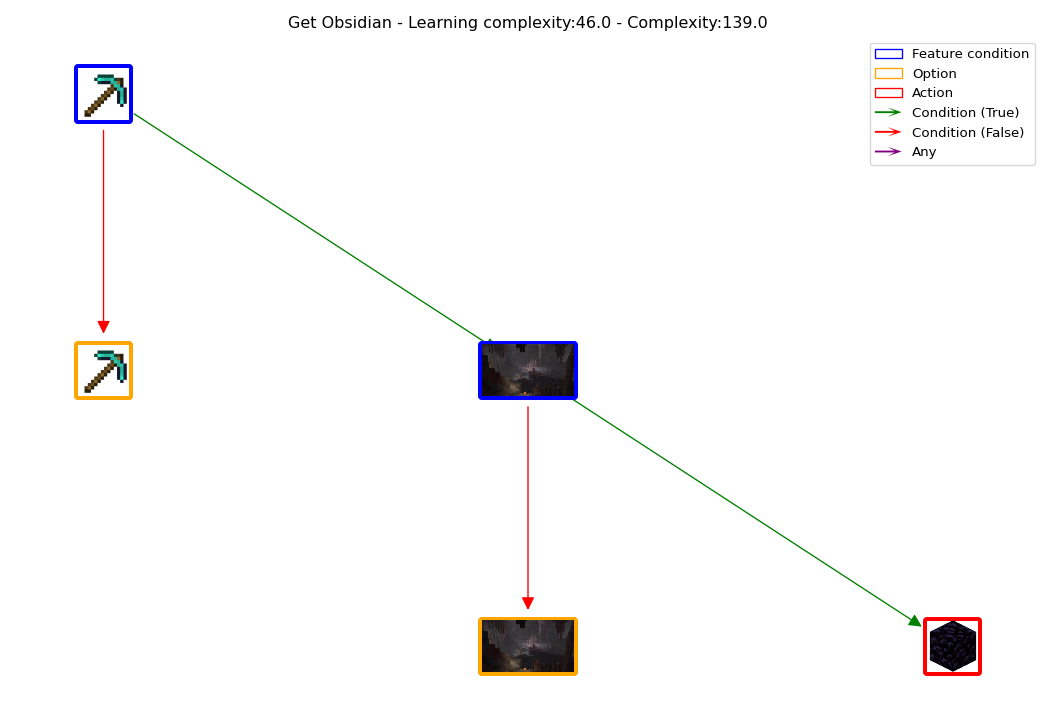 Get Obsidian - Learning complexity:46.0 - Complexity:139.0
Feature condition
Option
Action
Condition (True)
Condition (False)
Any